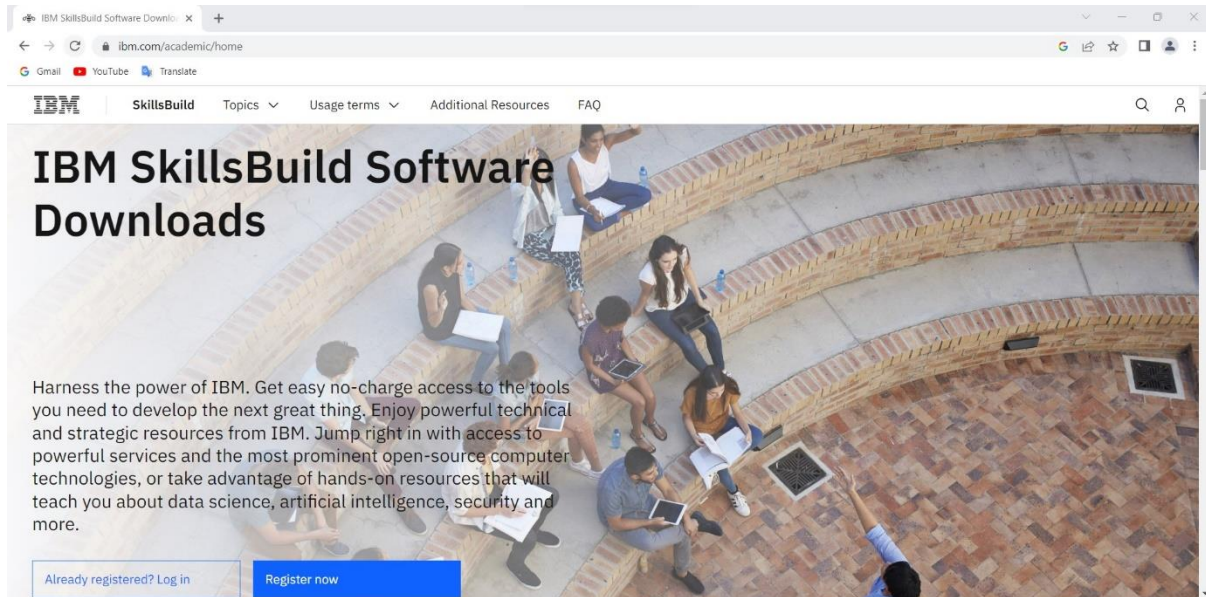 IBM SkillsBuild Software Downlo
ibm.com/academic/home
Gmail YouTube Translate
IBM SkillsBuild Topics Usage terms Additional Resources FAQ
IBM SkillsBuild Software
Downloads
Harness the power of IBM. Get easy no-charge access to the tools
you need to develop the next great thing. Enjoy powerful technical
and strategic resources from IBM. Jump right in with access to
powerful services and the most prominent open-source computer
technologies, or take advantage of hands-on resources that will
teach you about data science, artificial intelligence, security and
more.
Already registered? Log in Register now